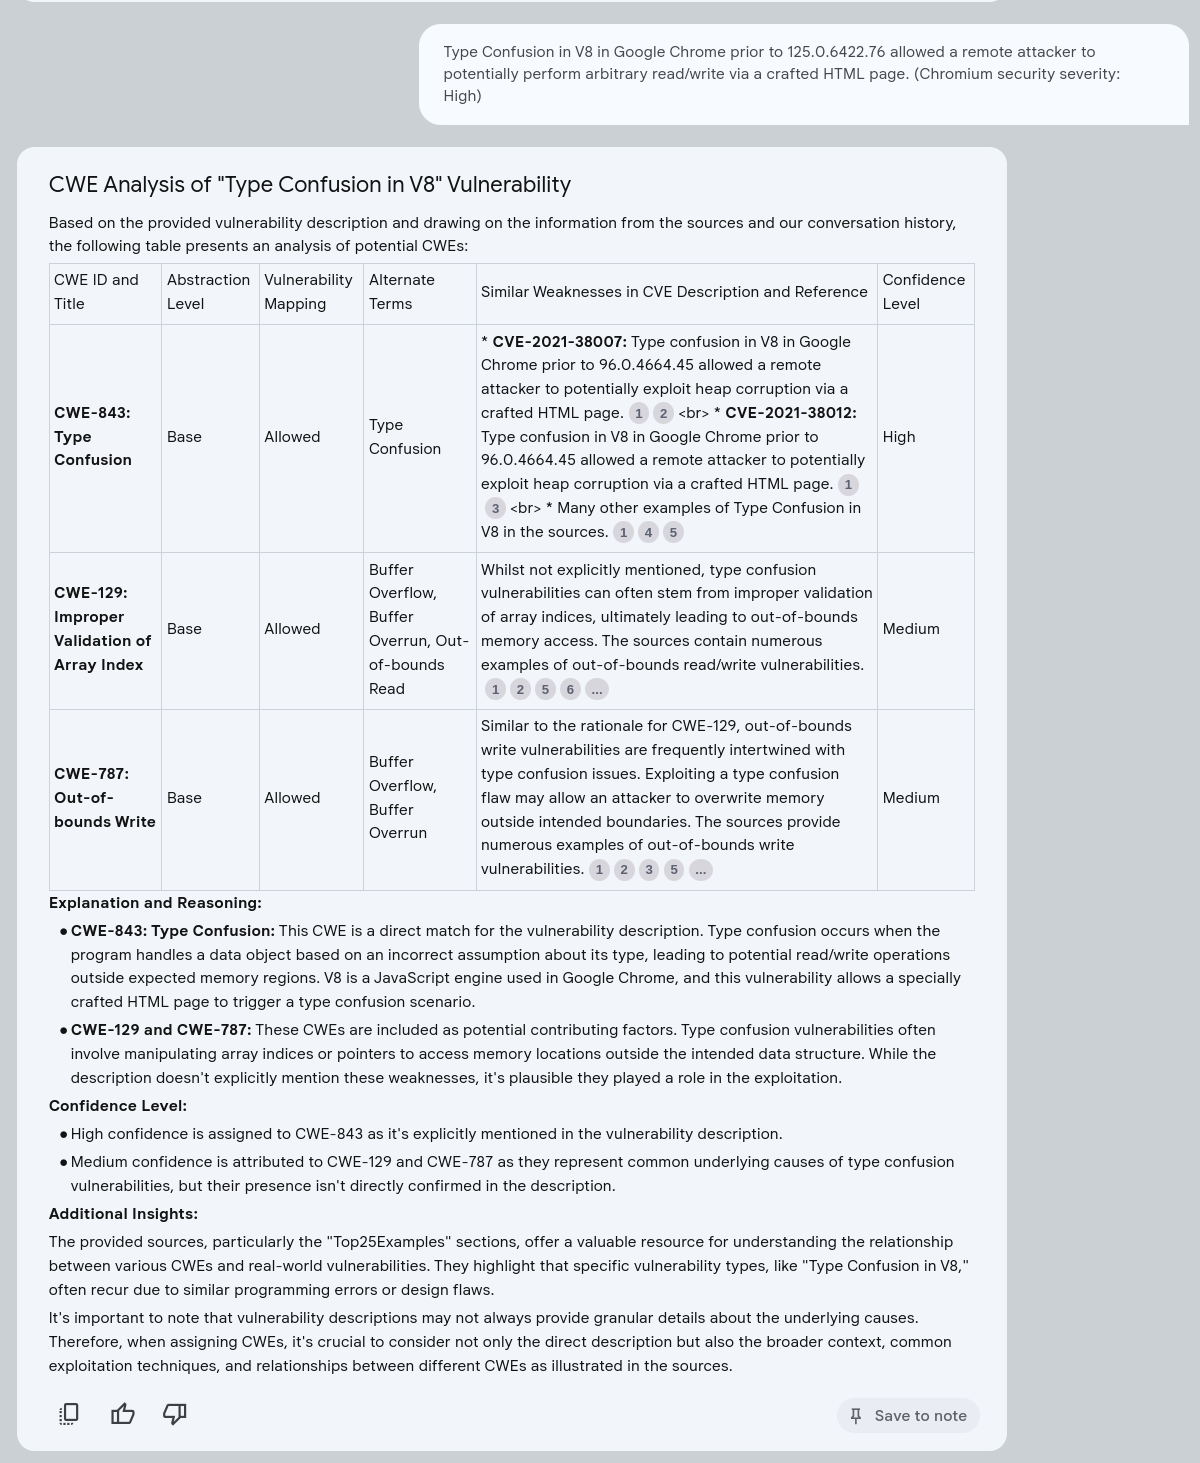 Type Confusion in V8 in Google Chrome prior to 125.0.6422.76 allowed a remote attacker to
potentially perform arbitrary read/write via a crafted HTML page. (Chromium security severity:
High)
CWE Analysis of "Type Confusion in V8" Vulnerability
Based on the provided vulnerability description and drawing on the information from the sources and our conversation history,
the following table presents an analysis of potential CWEs:
CWE ID and
Title
Abstraction
Level
Vulnerability
Mapping
Alternate
Terms
Similar Weaknesses in CVE Description and Reference
Confidence
Level
CWE-843:
Type
Confusion
Base
Allowed
Type
Confusion
* CVE-2021-38007: Type confusion in V8 in Google
Chrome prior to 96.0.4664.45 allowed a remote
attacker to potentially exploit heap corruption via a
crafted HTML page. 1 2 <br> * CVE-2021-38012:
Type confusion in V8 in Google Chrome prior to
96.0.4664.45 allowed a remote attacker to potentially
exploit heap corruption via a crafted HTML page. 1
3 <br> * Many other examples of Type Confusion in
V8 in the sources. 1 4 5
High
CWE-129:
Improper
Validation of
Array Index
Base
Allowed
Buffer
Overflow,
Buffer
Overrun, Out-
of-bounds
Read
Whilst not explicitly mentioned, type confusion
vulnerabilities can often stem from improper validation
of array indices, ultimately leading to out-of-bounds
memory access. The sources contain numerous
examples of out-of-bounds read/write vulnerabilities.
1 2 5 6 ...
Medium
CWE-787:
Out-of-
bounds Write
Base
Allowed
Buffer
Overflow,
Buffer
Overrun
Similar to the rationale for CWE-129, out-of-bounds
write vulnerabilities are frequently intertwined with
type confusion issues. Exploiting a type confusion
flaw may allow an attacker to overwrite memory
outside intended boundaries. The sources provide
numerous examples of out-of-bounds write
vulnerabilities. 1 2 3 5 ...
Medium
Explanation and Reasoning:
● CWE-843: Type Confusion: This CWE is a direct match for the vulnerability description. Type confusion occurs when the
program handles a data object based on an incorrect assumption about its type, leading to potential read/write operations
outside expected memory regions. V8 is a JavaScript engine used in Google Chrome, and this vulnerability allows a specially
crafted HTML page to trigger a type confusion scenario.
● CWE-129 and CWE-787: These CWEs are included as potential contributing factors. Type confusion vulnerabilities often
involve manipulating array indices or pointers to access memory locations outside the intended data structure. While the
description doesn't explicitly mention these weaknesses, it's plausible they played a role in the exploitation.
Confidence Level:
● High confidence is assigned to CWE-843 as it's explicitly mentioned in the vulnerability description.
● Medium confidence is attributed to CWE-129 and CWE-787 as they represent common underlying causes of type confusion
vulnerabilities, but their presence isn't directly confirmed in the description.
Additional Insights:
The provided sources, particularly the "Top25Examples" sections, offer a valuable resource for understanding the relationship
between various CWEs and real-world vulnerabilities. They highlight that specific vulnerability types, like "Type Confusion in V8,"
often recur due to similar programming errors or design flaws.
It's important to note that vulnerability descriptions may not always provide granular details about the underlying causes.
Therefore, when assigning CWEs, it's crucial to consider not only the direct description but also the broader context, common
exploitation techniques, and relationships between different CWEs as illustrated in the sources.
Save to note